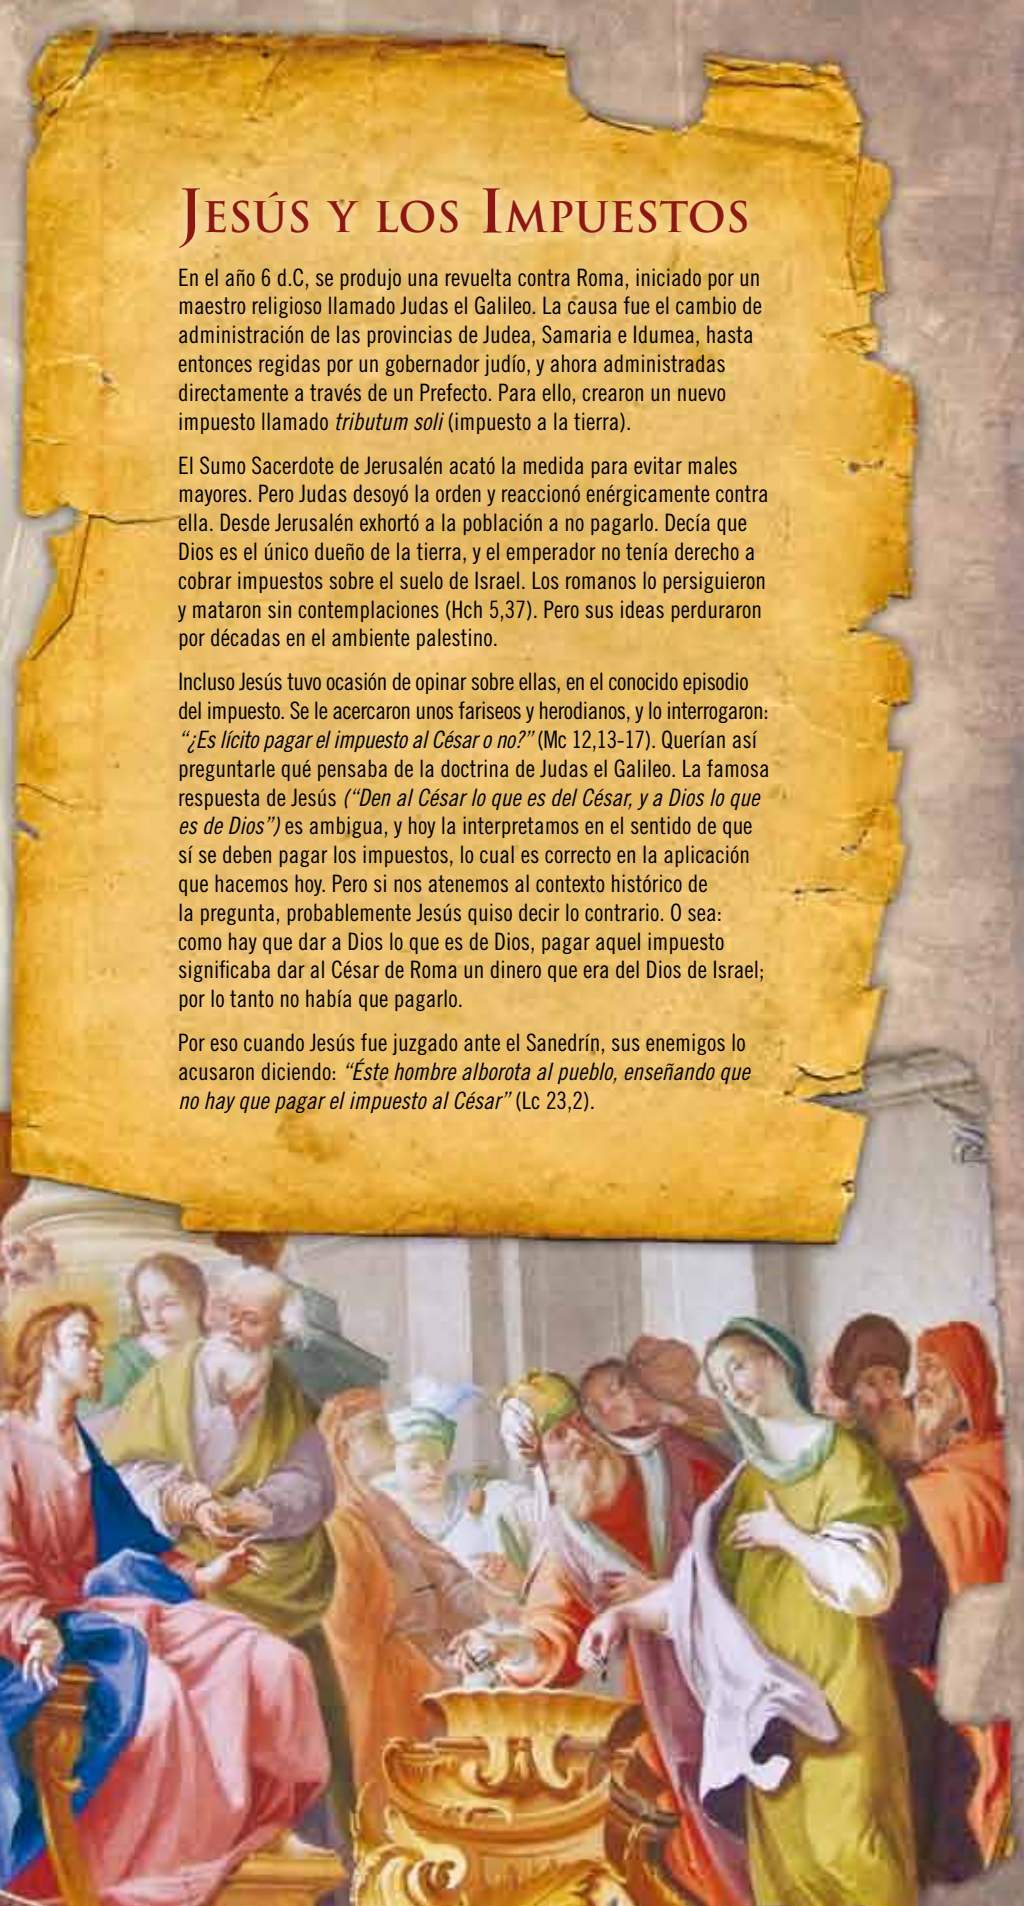 Jesús y los Impuestos
En el año 6 d.C, se produjo una revuelta contra Roma, iniciado por un
maestro religioso llamado Judas el Galileo. La causa fue el cambio de
administración de las provincias de Judea, Samaria e Idumea, hasta
entonces regidas por un gobernador judío, y ahora administradas
directamente a través de un Prefecto. Para ello, crearon un nuevo
impuesto llamado tributum soli (impuesto a la tierra).
El Sumo Sacerdote de Jerusalén acató la medida para evitar males
mayores. Pero Judas desoyó la orden y reaccionó enérgicamente contra
ella. Desde Jerusalén exhortó a la población a no pagarlo. Decía que
Dios es el único dueño de la tierra, y el emperador no tenía derecho a
cobrar impuestos sobre el suelo de Israel. Los romanos lo persiguieron
y mataron sin contemplaciones (Hch 5,37). Pero sus ideas perduraron
por décadas en el ambiente palestino.
Incluso Jesús tuvo ocasión de opinar sobre ellas, en el conocido episodio
del impuesto. Se le acercaron unos fariseos y herodianos, y lo interrogaron:
“¿Es lícito pagar el impuesto al César o no?” (Mc 12,13-17). Querían así
preguntarle qué pensaba de la doctrina de Judas el Galileo. La famosa
respuesta de Jesús (“Den al César lo que es del César, y a Dios lo que
es de Dios”) es ambigua, y hoy la interpretamos en el sentido de que
sí se deben pagar los impuestos, lo cual es correcto en la aplicación
que hacemos hoy. Pero si nos atenemos al contexto histórico de
la pregunta, probablemente Jesús quiso decir lo contrario. O sea:
como hay que dar a Dios lo que es de Dios, pagar aquel impuesto
significaba dar al César de Roma un dinero que era del Dios de Israel;
por lo tanto no había que pagarlo.
Por eso cuando Jesús fue juzgado ante el Sanedrín, sus enemigos lo
acusaron diciendo: “Éste hombre alborota al pueblo, enseñando que
no hay que pagar el impuesto al César” (Lc 23,2).